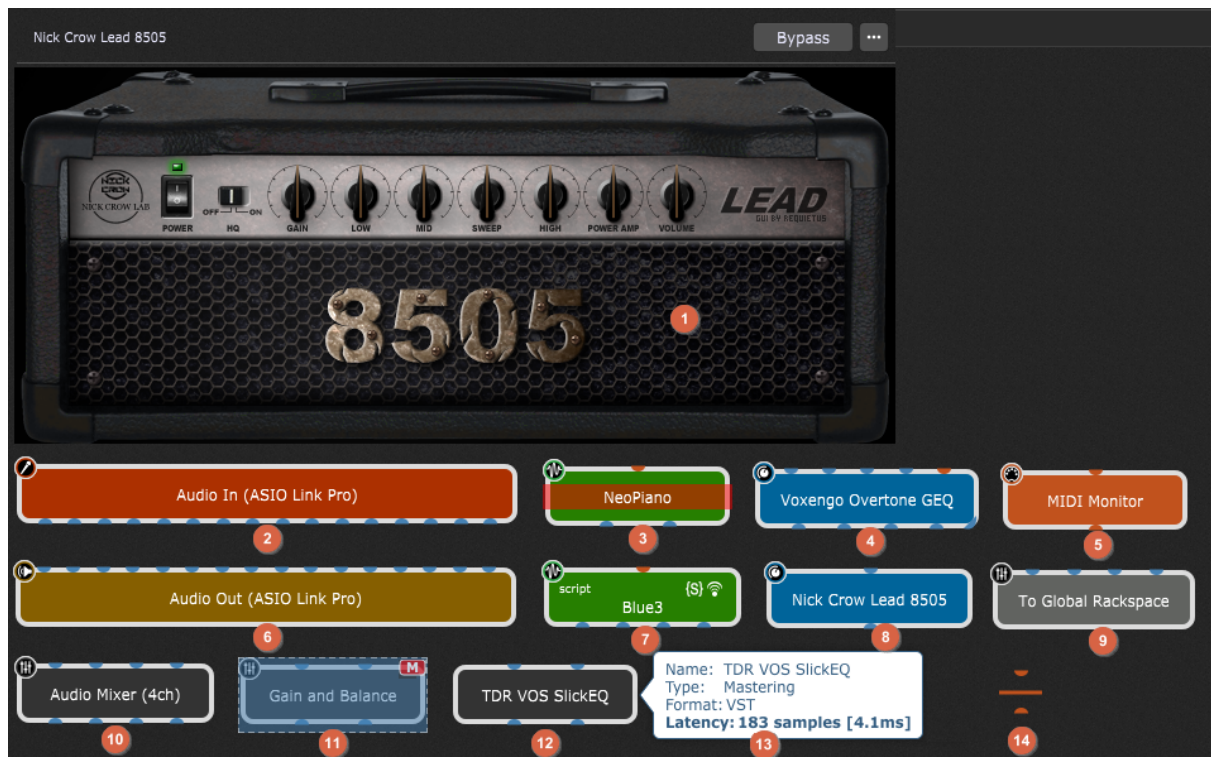 Nick Crow Lead 8505
Bypass
NICK
CROW
NICK CROW LAB
POWER
OFF
ON
HQ
GAIN
LOW
MID
SWEEP
HIGH
POWER AMP
VOLUME
LEAD
GUI BY REQUIETUS
8505
1
Audio In (ASIO Link Pro)
NeoPiano
Voxengo Overtone GEQ
MIDI Monitor
2
3
4
5
Audio Out (ASIO Link Pro)
script
{S}
Blue3
Nick Crow Lead 8505
To Global Rackspace
6
7
8
9
Audio Mixer (4ch)
M
Gain and Balance
TDR VOS SlickEQ
Name: TDR VOS SlickEQ
Type: Mastering
Format: VST
Latency: 183 samples [4.1ms]
10
11
12
13
14